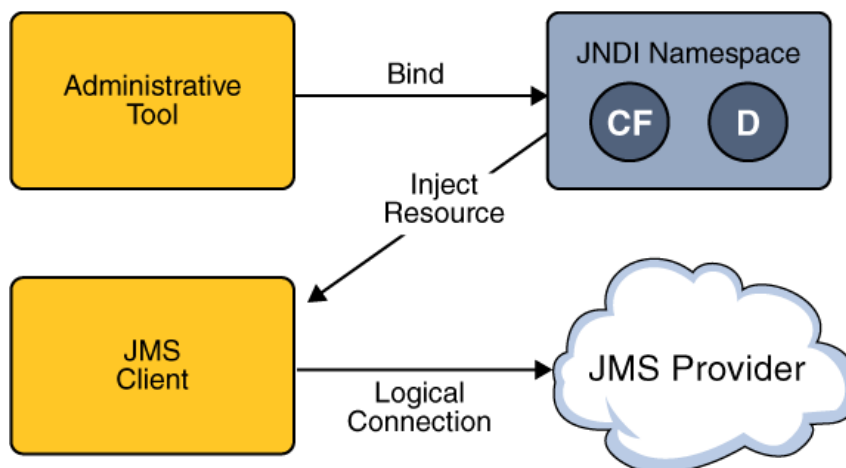 Administrative
Tool
Bind
JNDI Namespace
CF
D
Inject
Resource
JMS
Client
Logical
Connection
JMS Provider